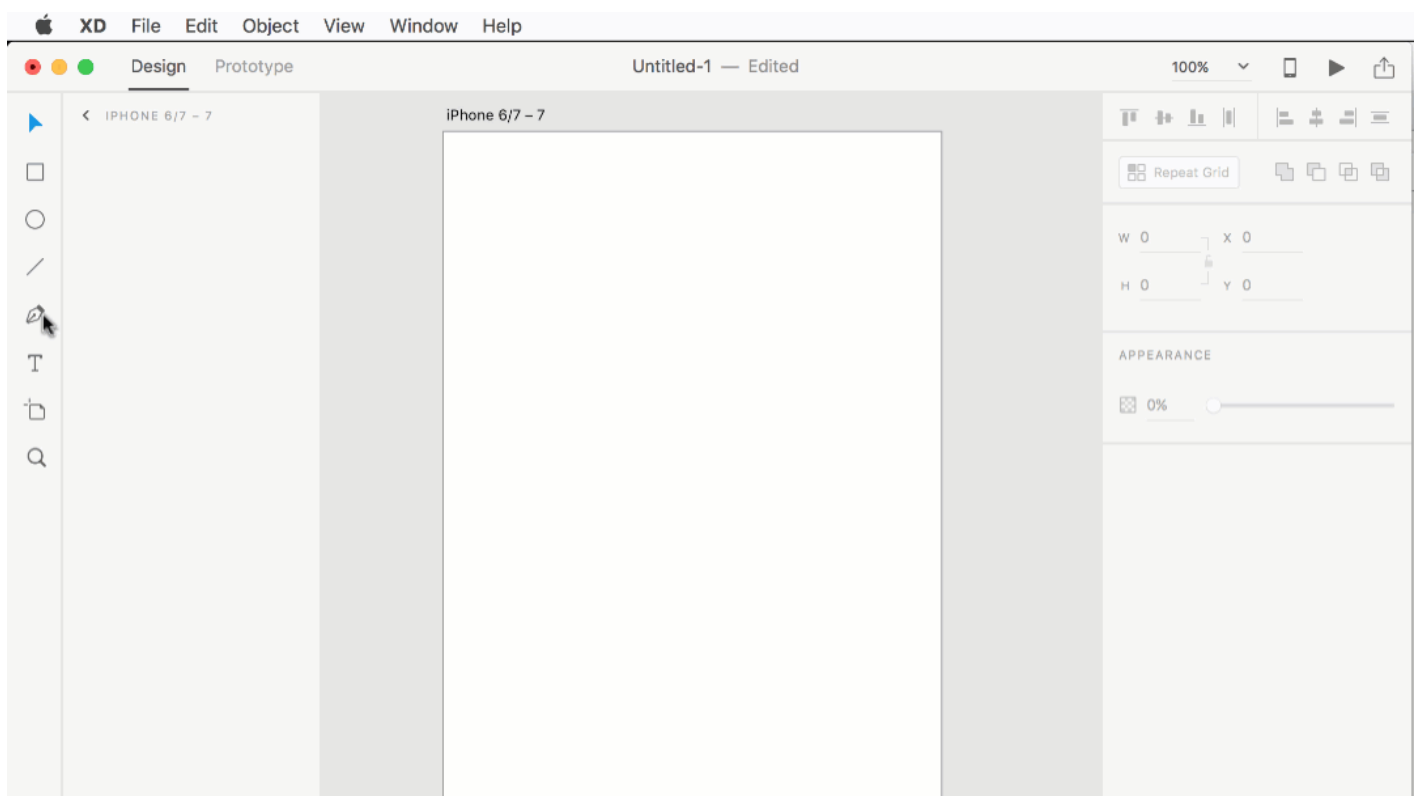 XD File Edit Object View Window Help
Design Prototype Untitled-1 — Edited 100%
< IPHONE 6/7 – 7
iPhone 6/7 – 7
Repeat Grid
W 0 X 0
H 0 Y 0
APPEARANCE
0%